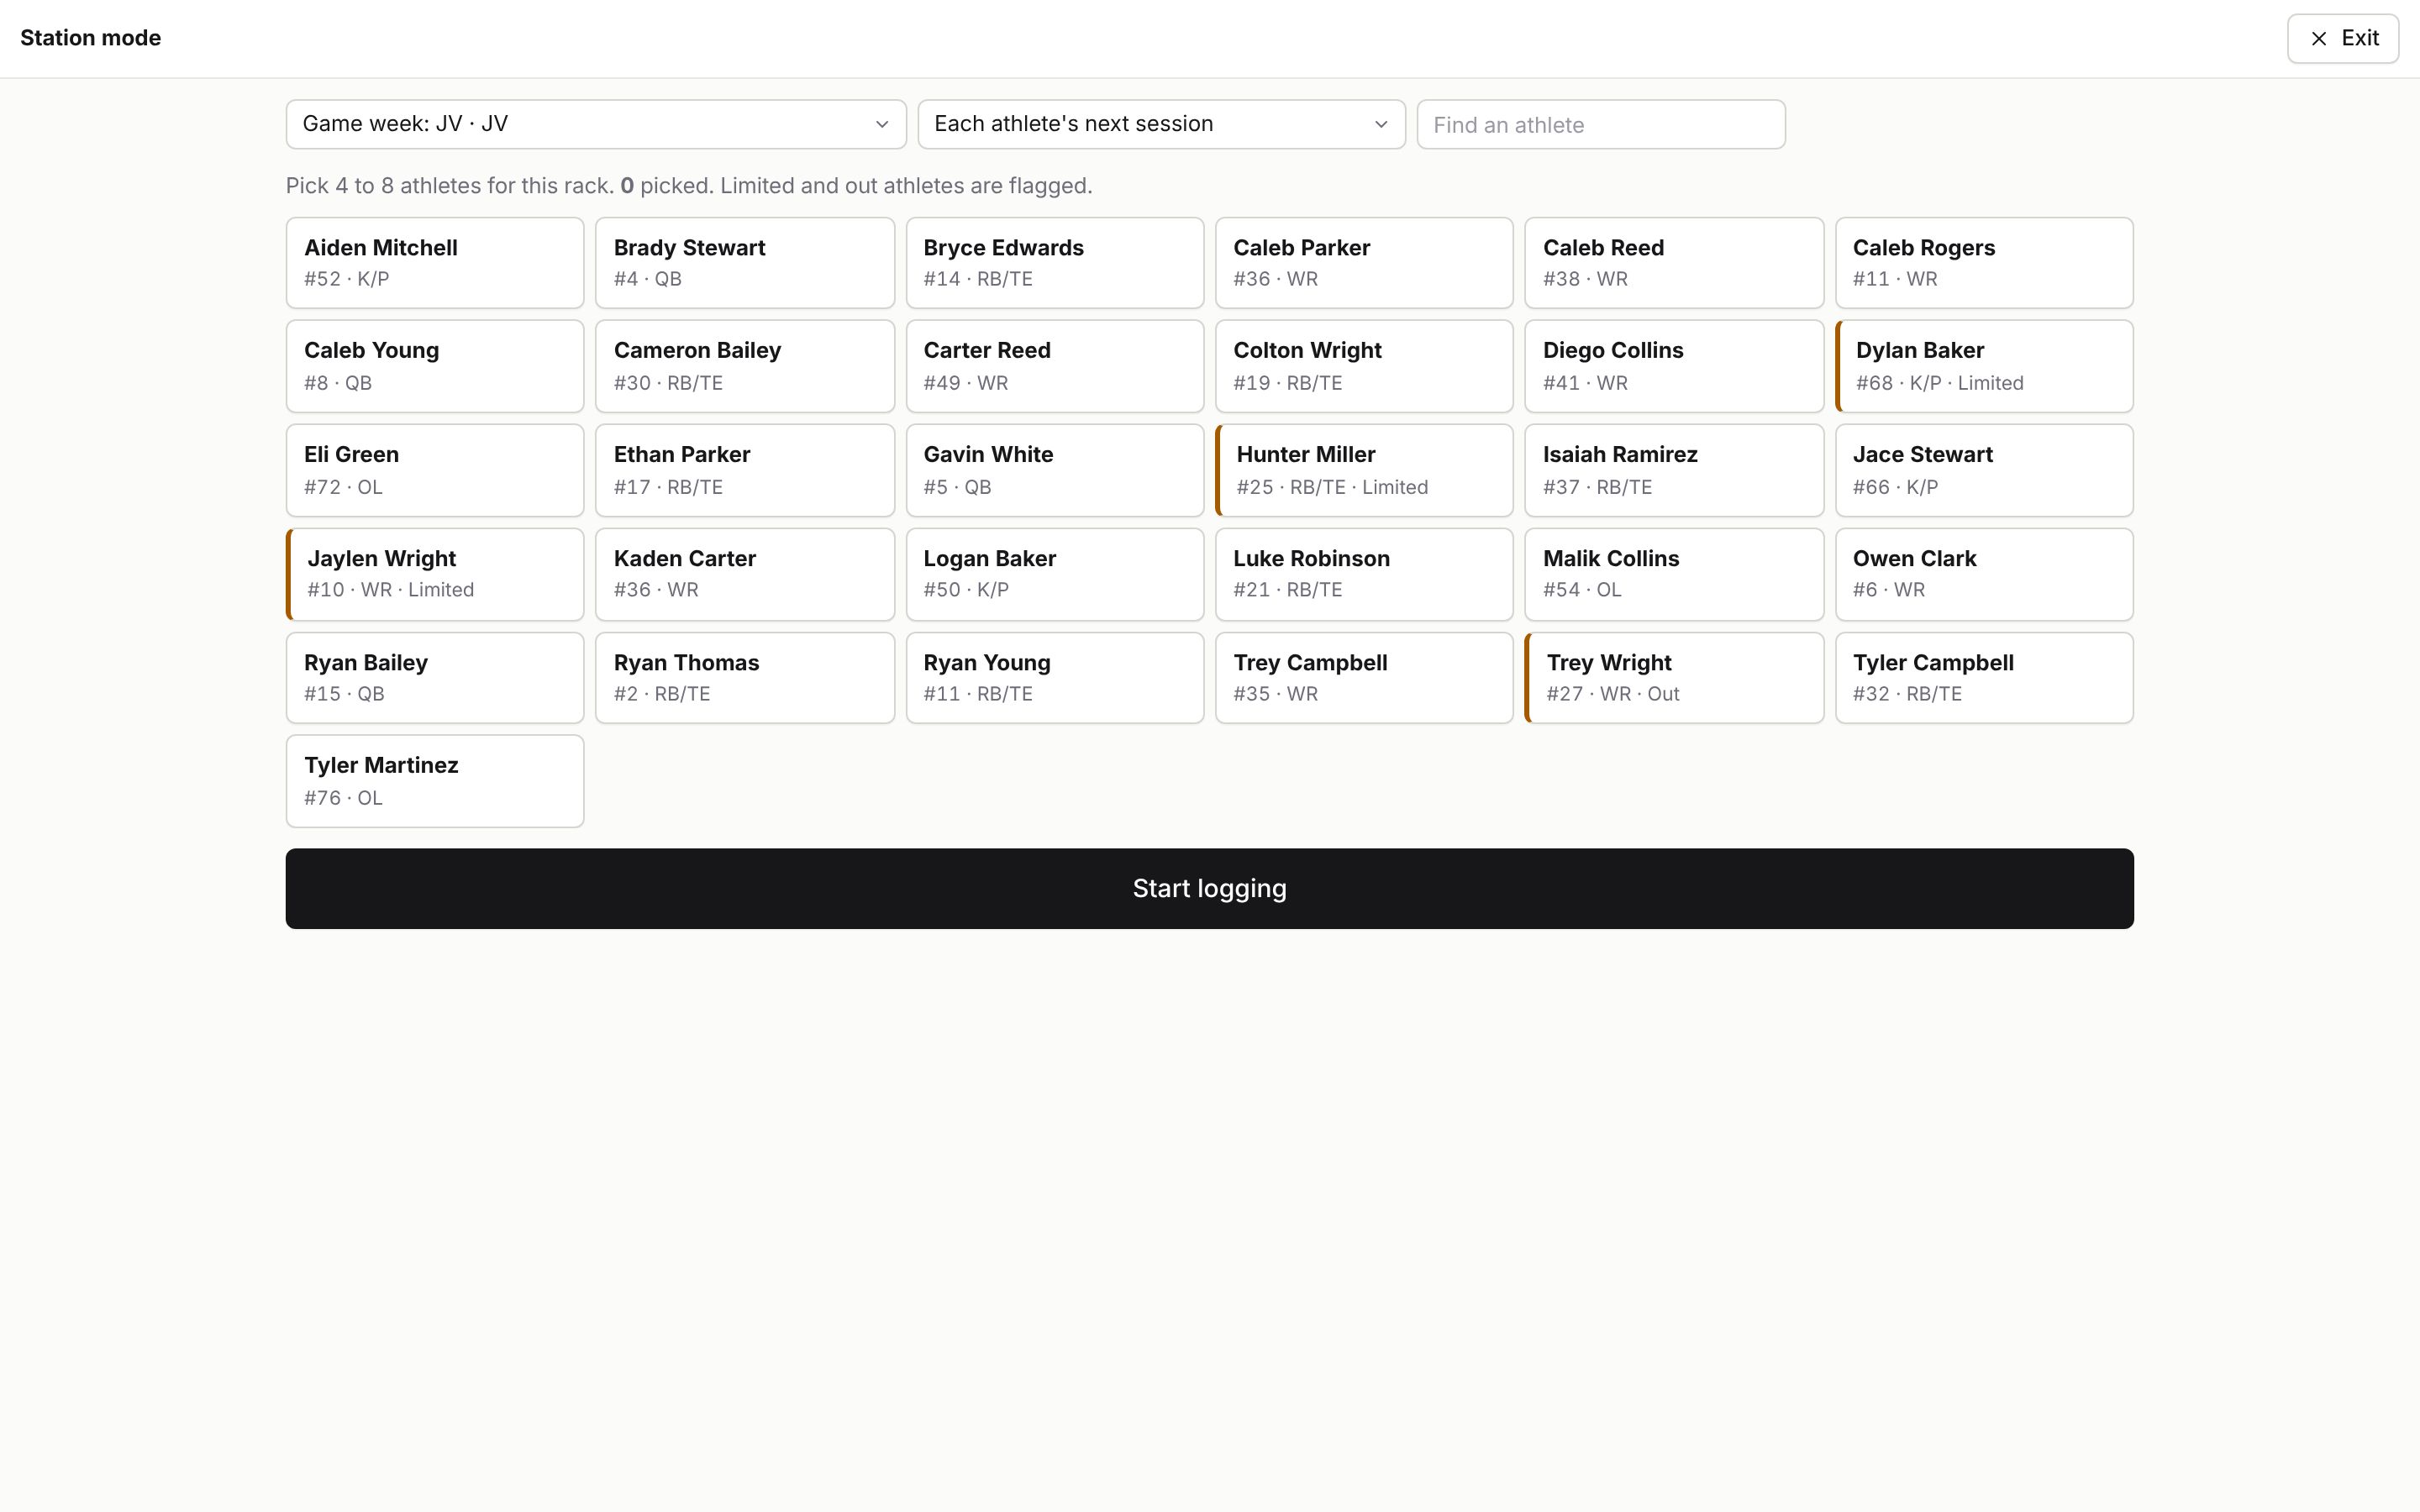 Station mode
Exit
Game week: JV · JV
Each athlete's next session
Find an athlete
Pick 4 to 8 athletes for this rack. 0 picked. Limited and out athletes are flagged.
Aiden Mitchell
#52 · K/P
Brady Stewart
#4 · QB
Bryce Edwards
#14 · RB/TE
Caleb Parker
#36 · WR
Caleb Reed
#38 · WR
Caleb Rogers
#11 · WR
Caleb Young
#8 · QB
Cameron Bailey
#30 · RB/TE
Carter Reed
#49 · WR
Colton Wright
#19 · RB/TE
Diego Collins
#41 · WR
Dylan Baker
#68 · K/P · Limited
Eli Green
#72 · OL
Ethan Parker
#17 · RB/TE
Gavin White
#5 · QB
Hunter Miller
#25 · RB/TE · Limited
Isaiah Ramirez
#37 · RB/TE
Jace Stewart
#66 · K/P
Jaylen Wright
#10 · WR · Limited
Kaden Carter
#36 · WR
Logan Baker
#50 · K/P
Luke Robinson
#21 · RB/TE
Malik Collins
#54 · OL
Owen Clark
#6 · WR
Ryan Bailey
#15 · QB
Ryan Thomas
#2 · RB/TE
Ryan Young
#11 · RB/TE
Trey Campbell
#35 · WR
Trey Wright
#27 · WR · Out
Tyler Campbell
#32 · RB/TE
Tyler Martinez
#76 · OL
Start logging